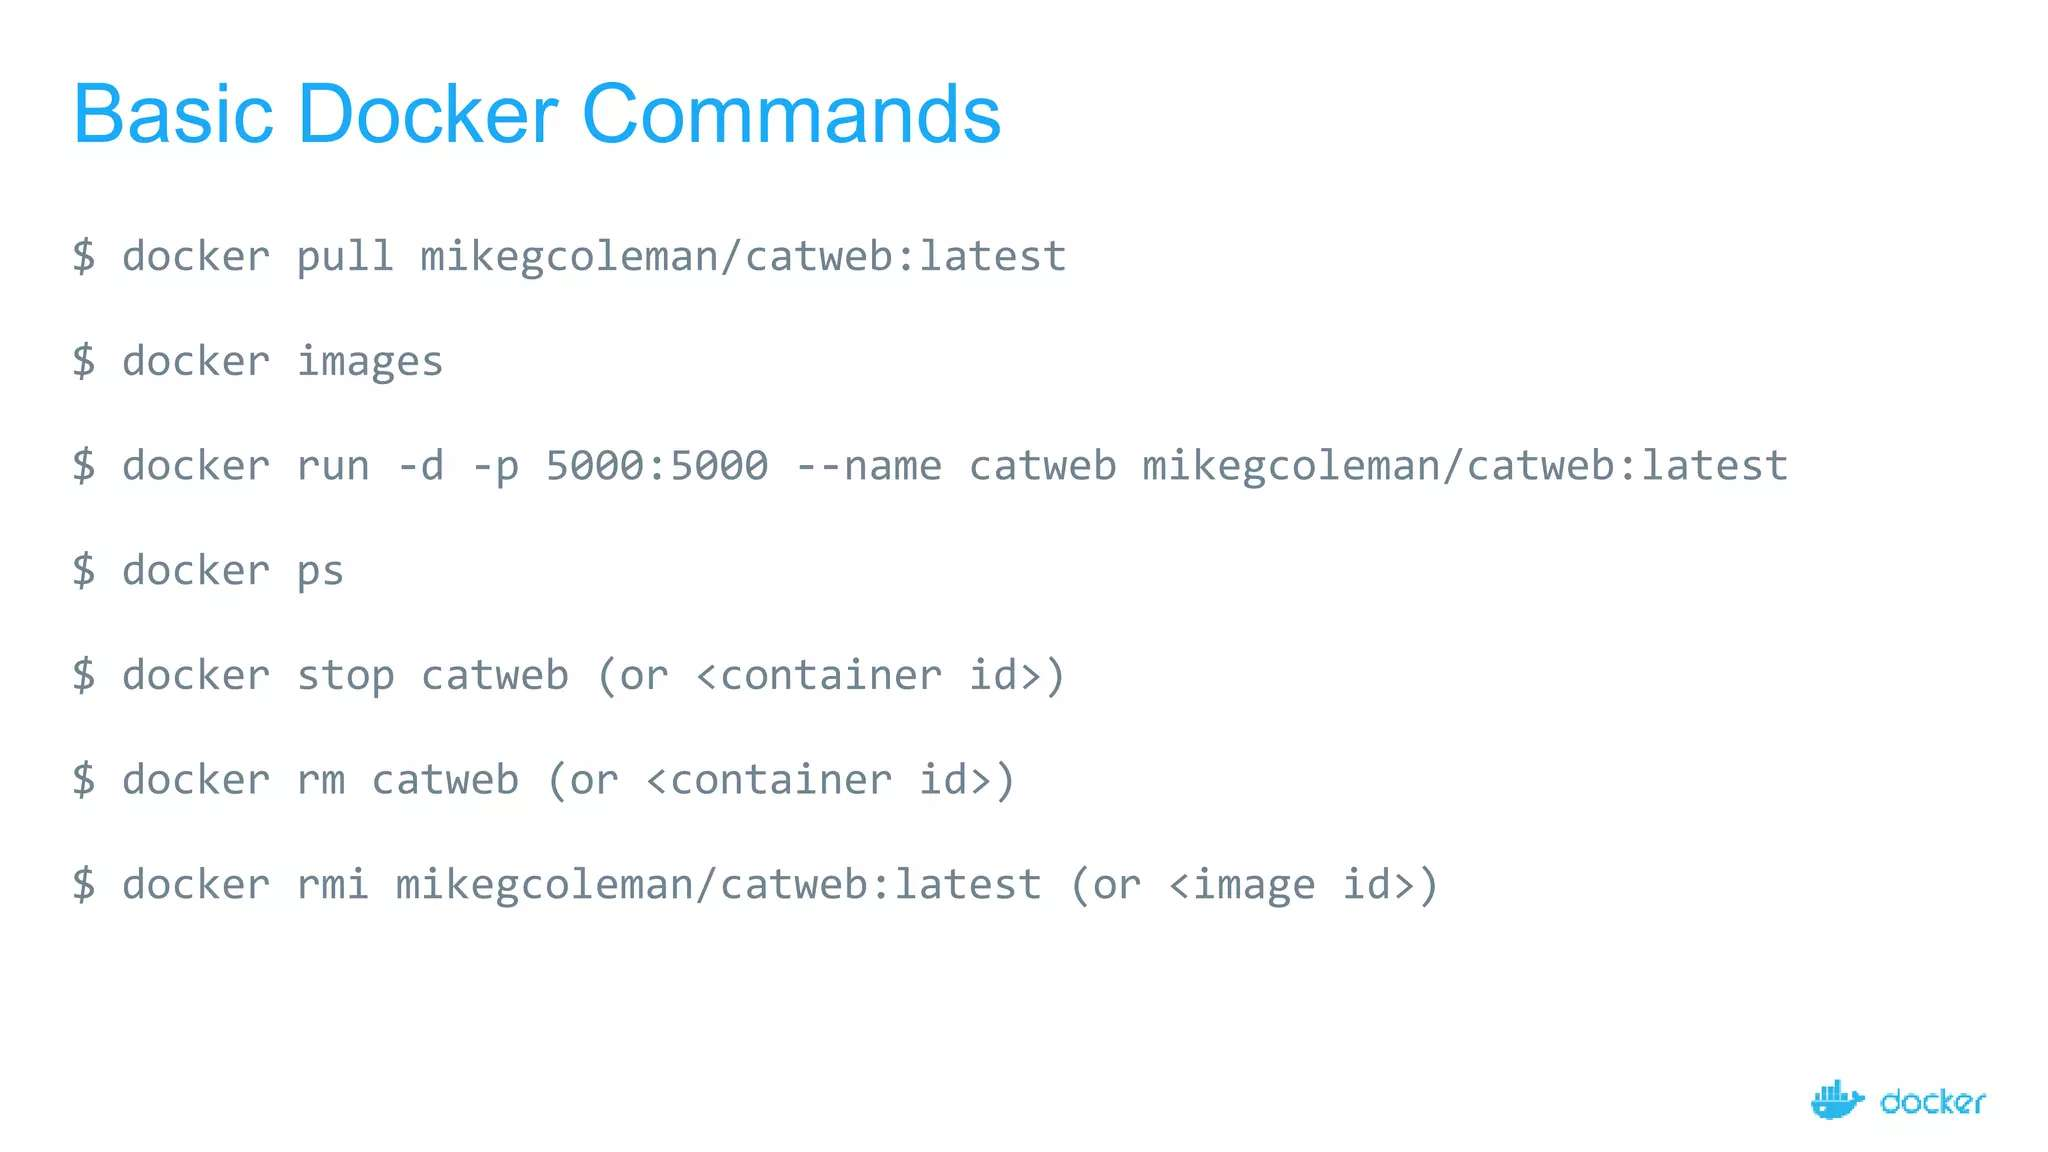 Basic Docker Commands
$ docker pull mikegcoleman/catweb:latest
$ docker images
$ docker run -d -p 5000:5000 --name catweb mikegcoleman/catweb:latest
$ docker ps
$ docker stop catweb (or <container id>)
$ docker rm catweb (or <container id>)
$ docker rmi mikegcoleman/catweb:latest (or <image id>)
docker